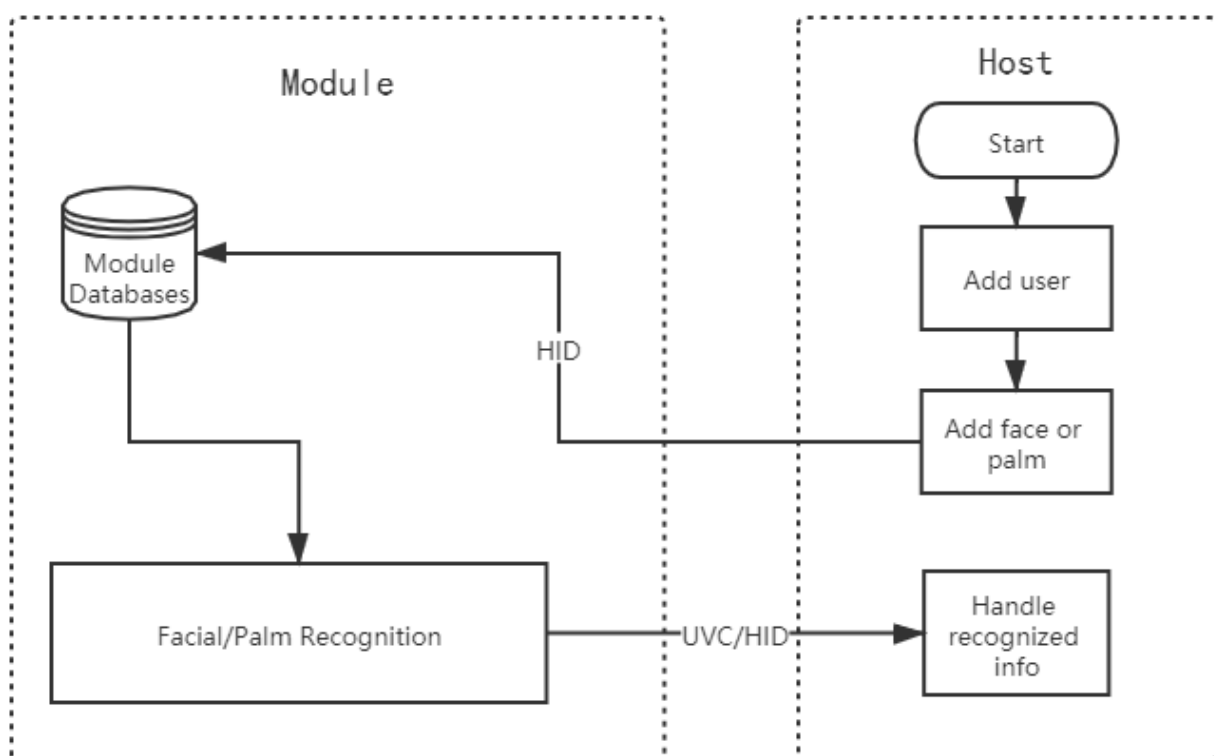 Module
Host
Start
Module
Databases
Add user
HID
Add face or
palm
Facial/Palm Recognition
UVC/HID
Handle
recognized
info